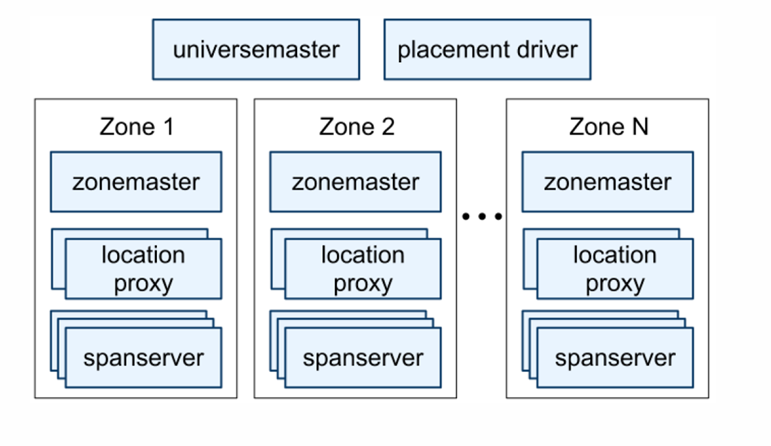 universemaster
placement driver
Zone 1
zonemaster
location
proxy
spanserver
Zone 2
zonemaster
location
proxy
spanserver
...
Zone N
zonemaster
location
proxy
spanserver